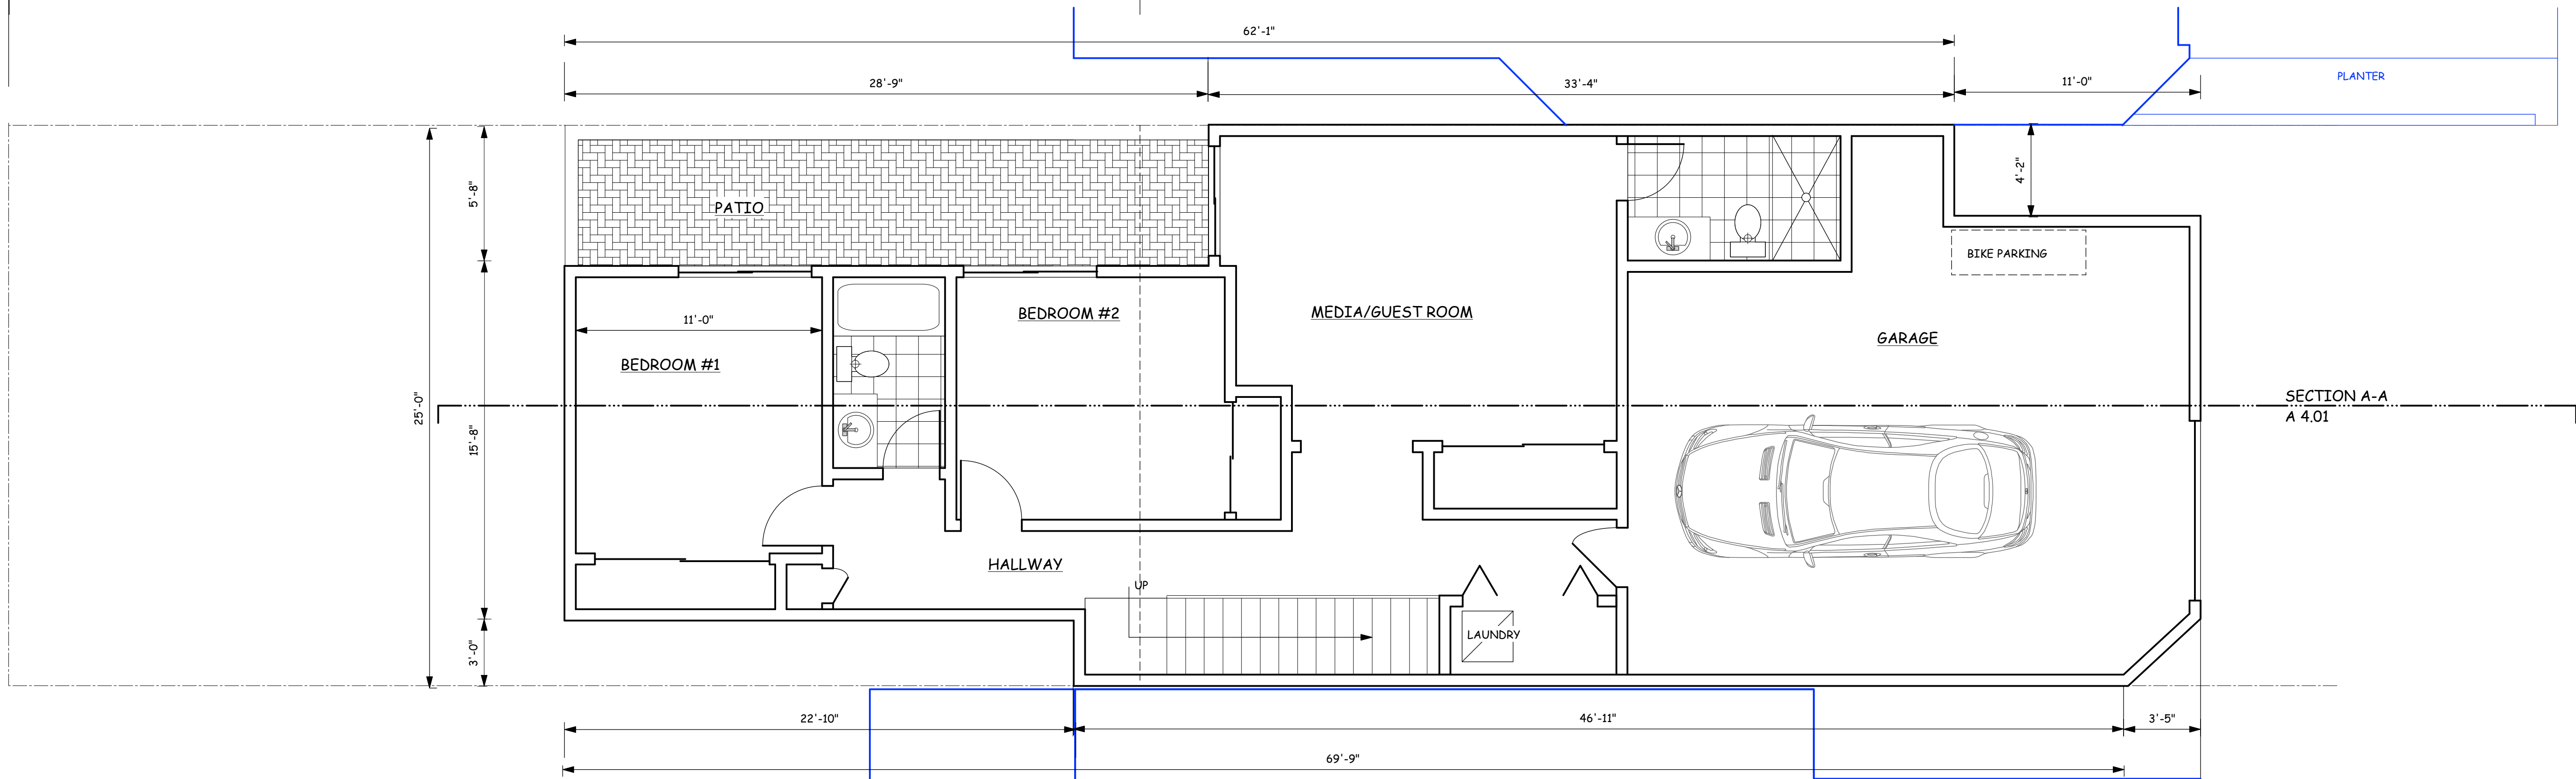 62'-1"
28'-9"
33'-4"
11'-0"
PLANTER
4'-2"
5'-8"
PATIO
BIKE PARKING
BEDROOM #2
MEDIA/GUEST ROOM
11'-0"
GARAGE
BEDROOM #1
SECTION A-A
A 4.01
25'-0"
15'-8"
HALLWAY
UP
LAUNDRY
3'-0"
22'-10"
46'-11"
3'-5"
69'-9"